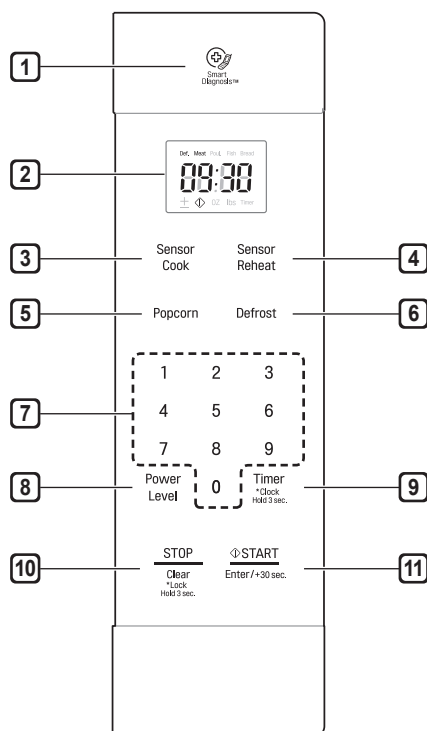 1
Smart
Diagnosis™
2
Def. Meat Poul. Fish Bread
09:30
OZ lbs Timer
3
Sensor
Cook
Sensor
Reheat
4
5
Popcorn
Defrost
6
1 2 3
7
4 5 6
7 8 9
8
Power
Level
0
Timer
*Clock
Hold 3 sec.
9
10
STOP
Clear
*Lock
Hold 3 sec.
START
Enter/+30 sec.
11